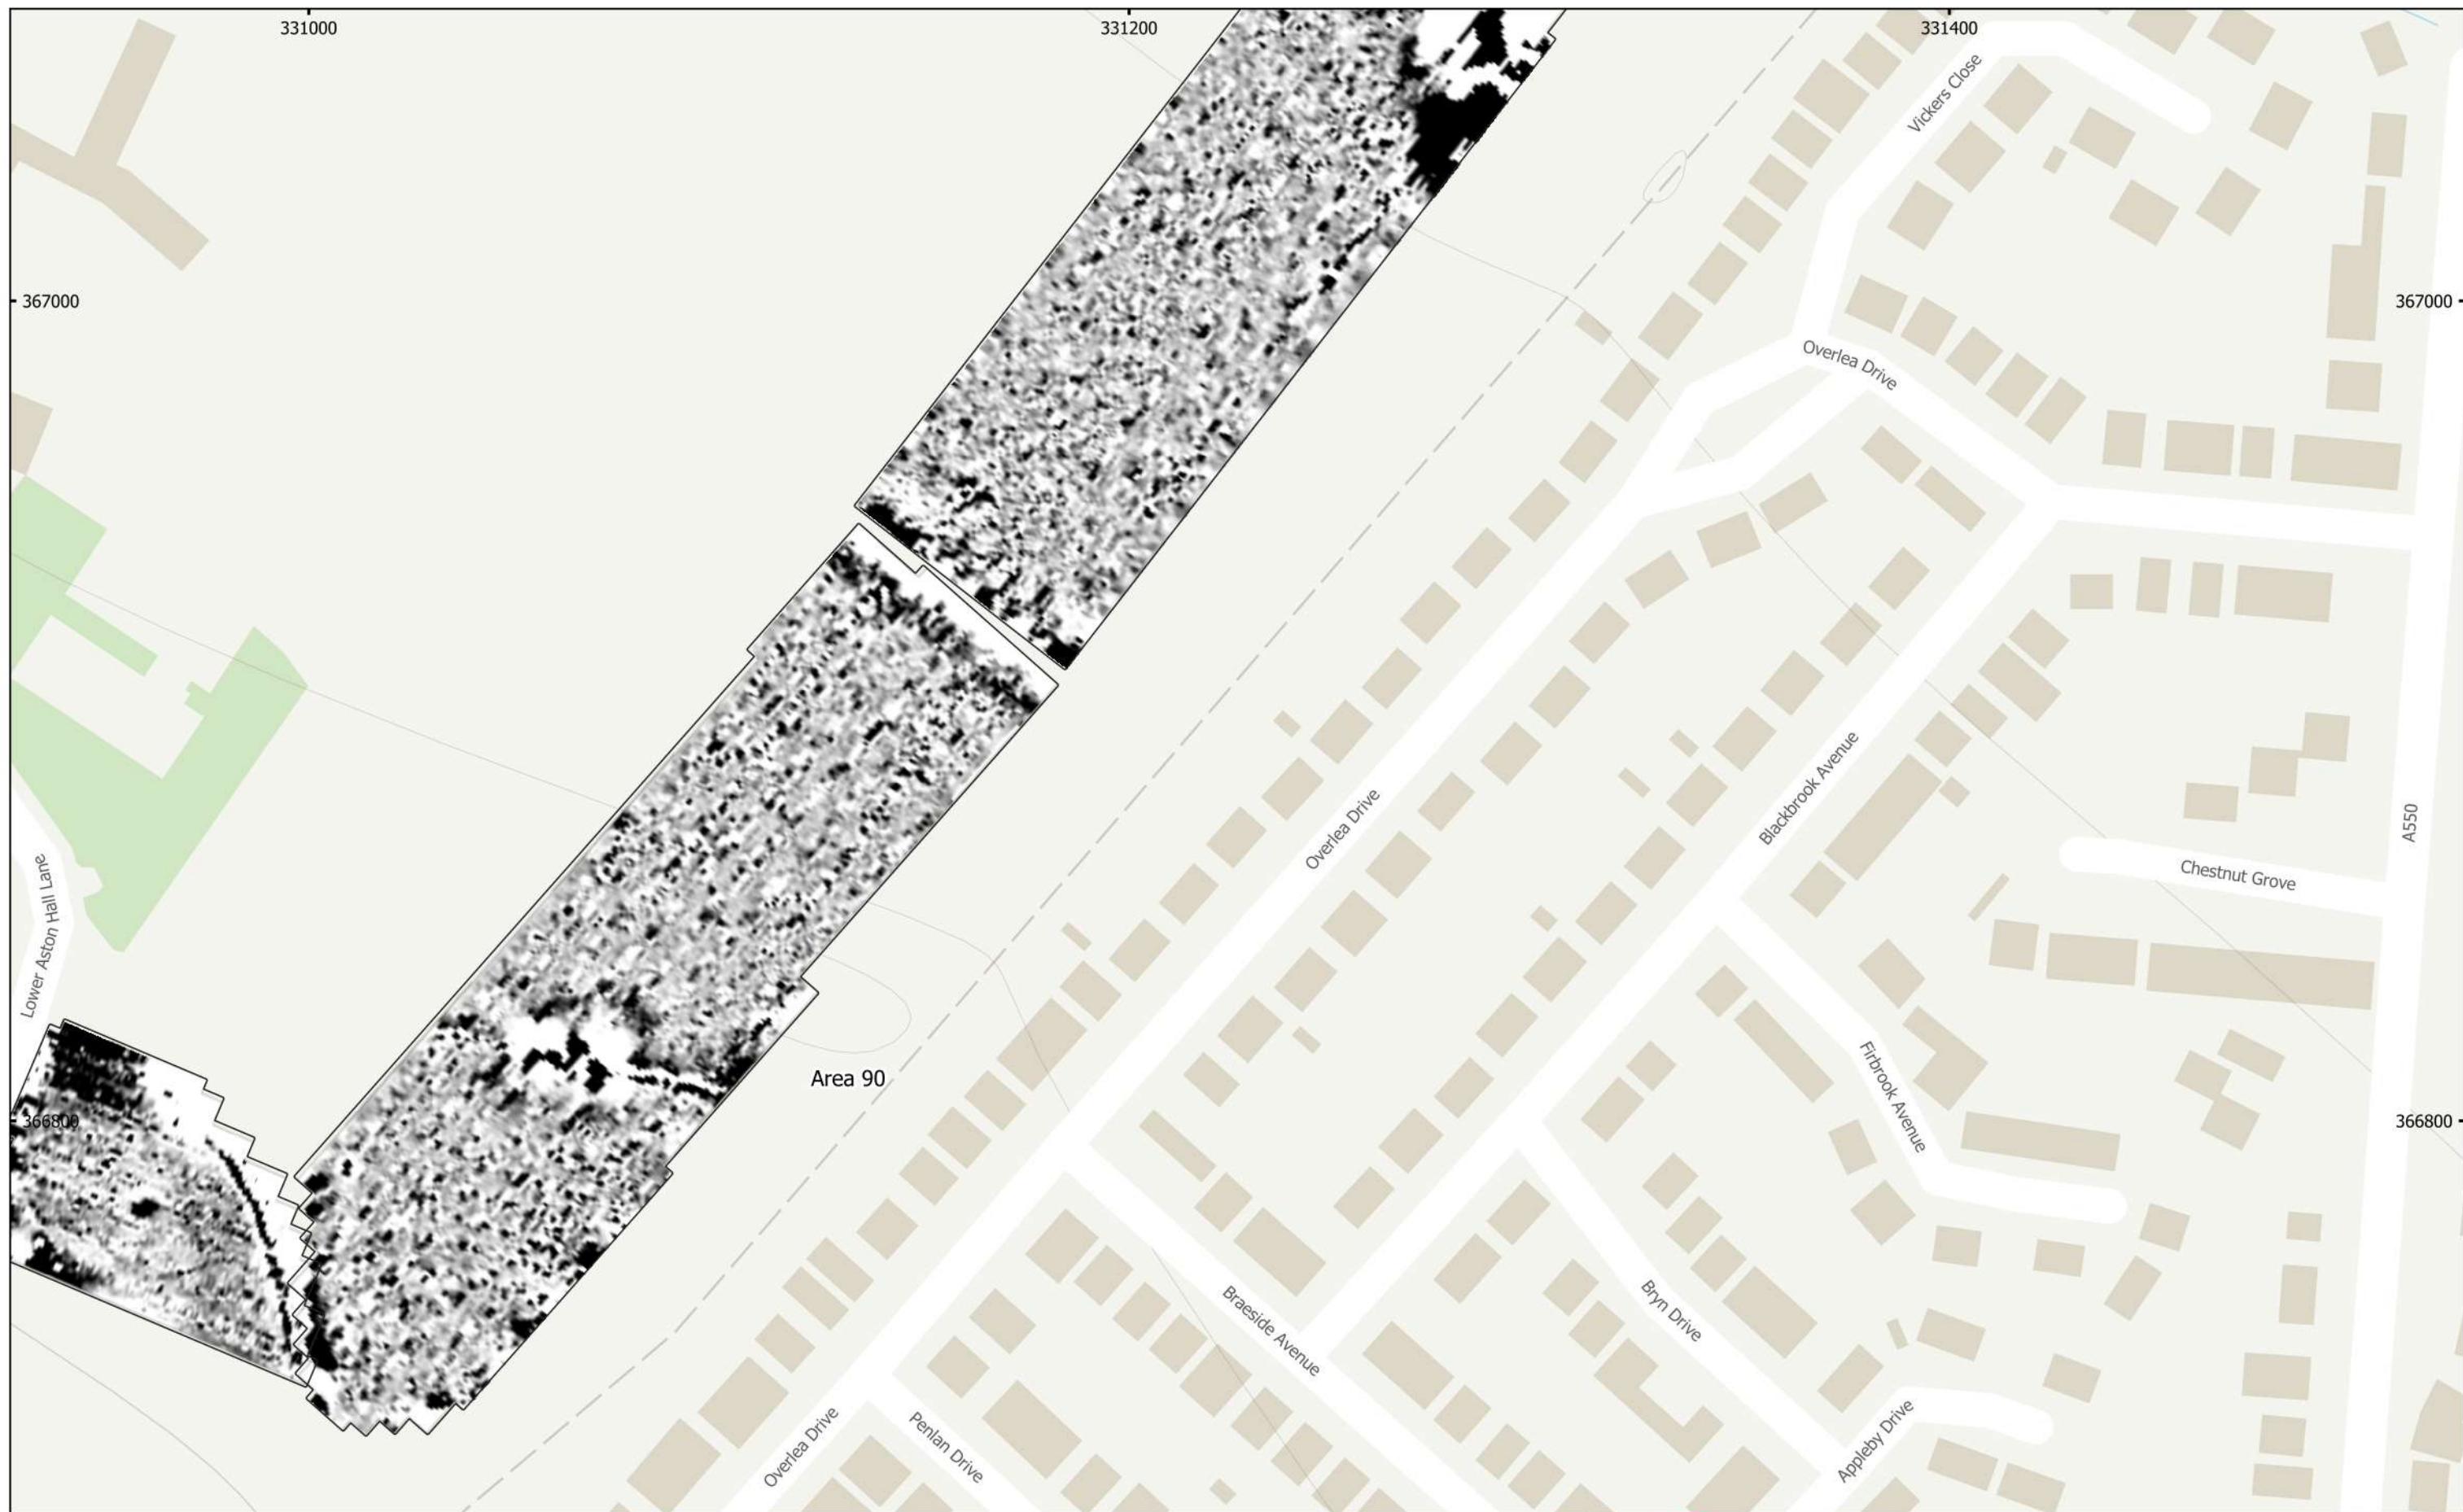 331000
331200
331400
Vickers Close
367000
367000
Overlea Drive
Overlea Drive
Blackbrook Avenue
A550
Chestnut Grove
Lower Aston Hall Lane
Area 90
Firbrook Avenue
366800
366800
Braeside Avenue
Bryn Drive
Overlea Drive
Penlan Drive
Appleby Drive